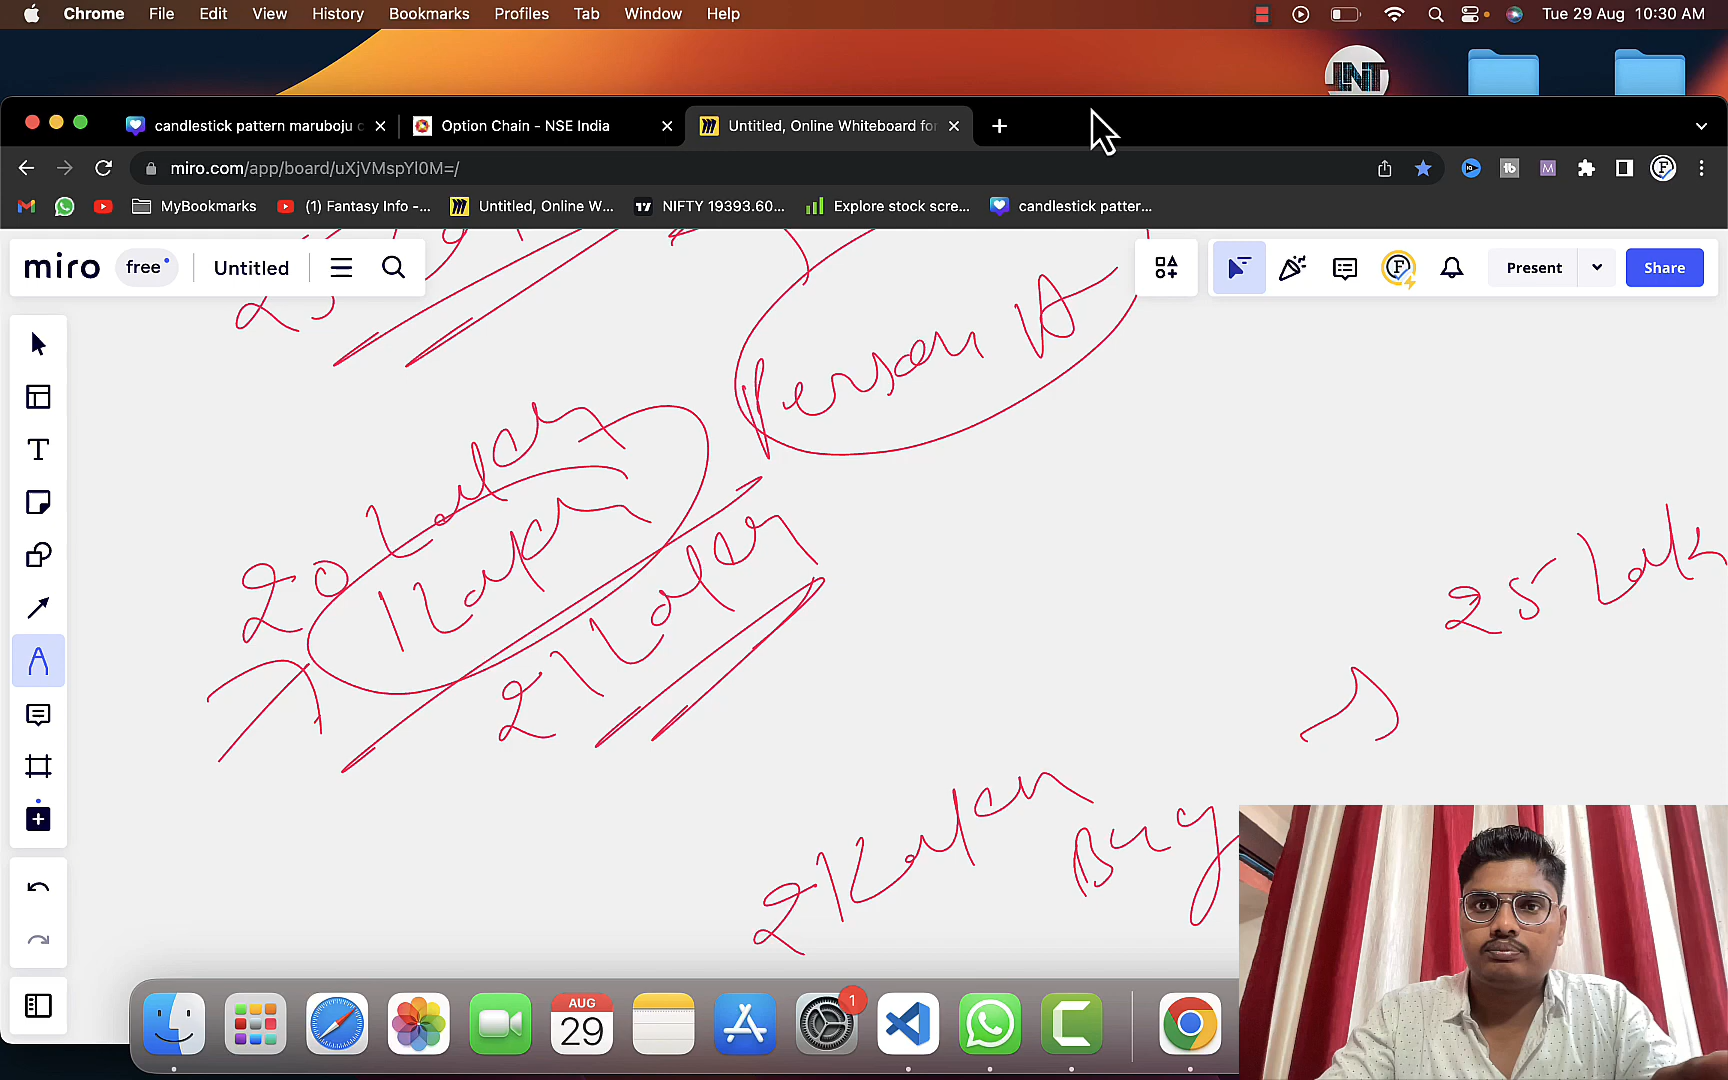 Chrome File Edit View History Bookmarks Profiles Tab Window Help Tue 29 Aug 10:30 AM
INT
candlestick pattern maruboju c Option Chain - NSE India Untitled, Online Whiteboard for
miro.com/app/board/uXjVMspYl0M=/
MyBookmarks (1) Fantasy Info -... Untitled, Online W... NIFTY 19393.60... Explore stock scre... candlestick patter...
miro free Untitled Present Share
25
Person A
20 Lakh
1 Lakh
21 Lakh
25 Lakh
Buy
AUG
29
1